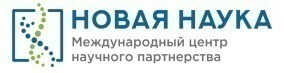 НОВАЯ НАУКА
Международный центр
научного партнерства